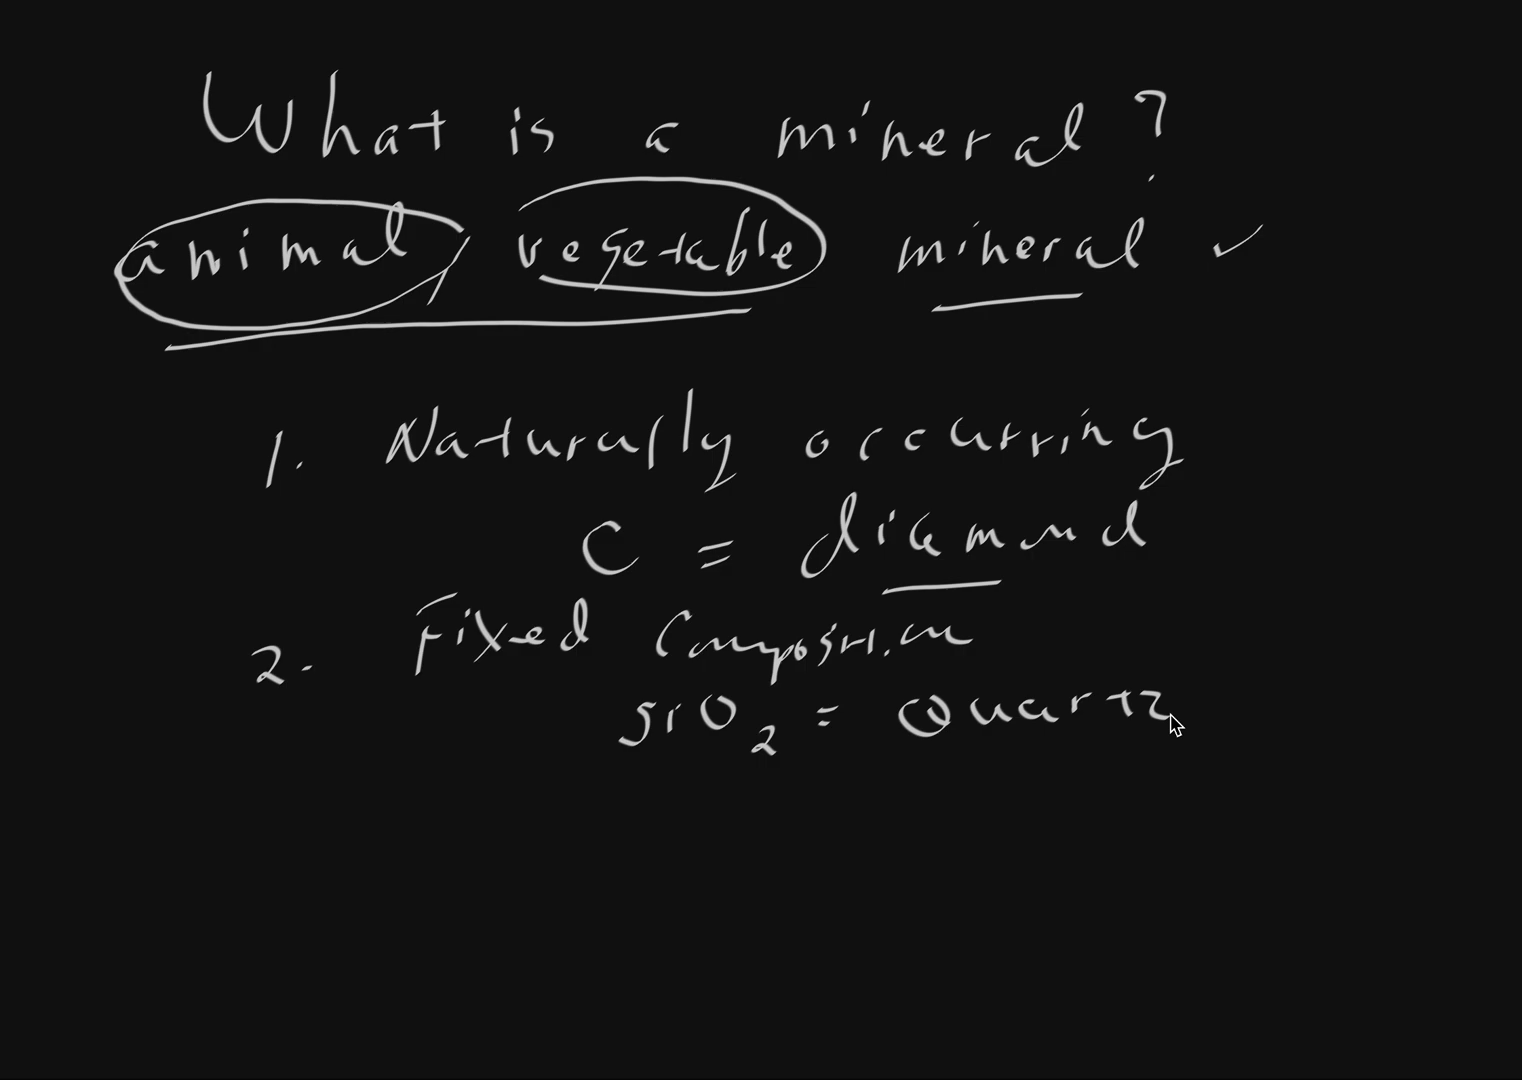 What is a mineral?
animal, vegetable mineral ✓
1. Naturally occurring
C = diamond
2. Fixed Composition
SiO₂ = Quartz